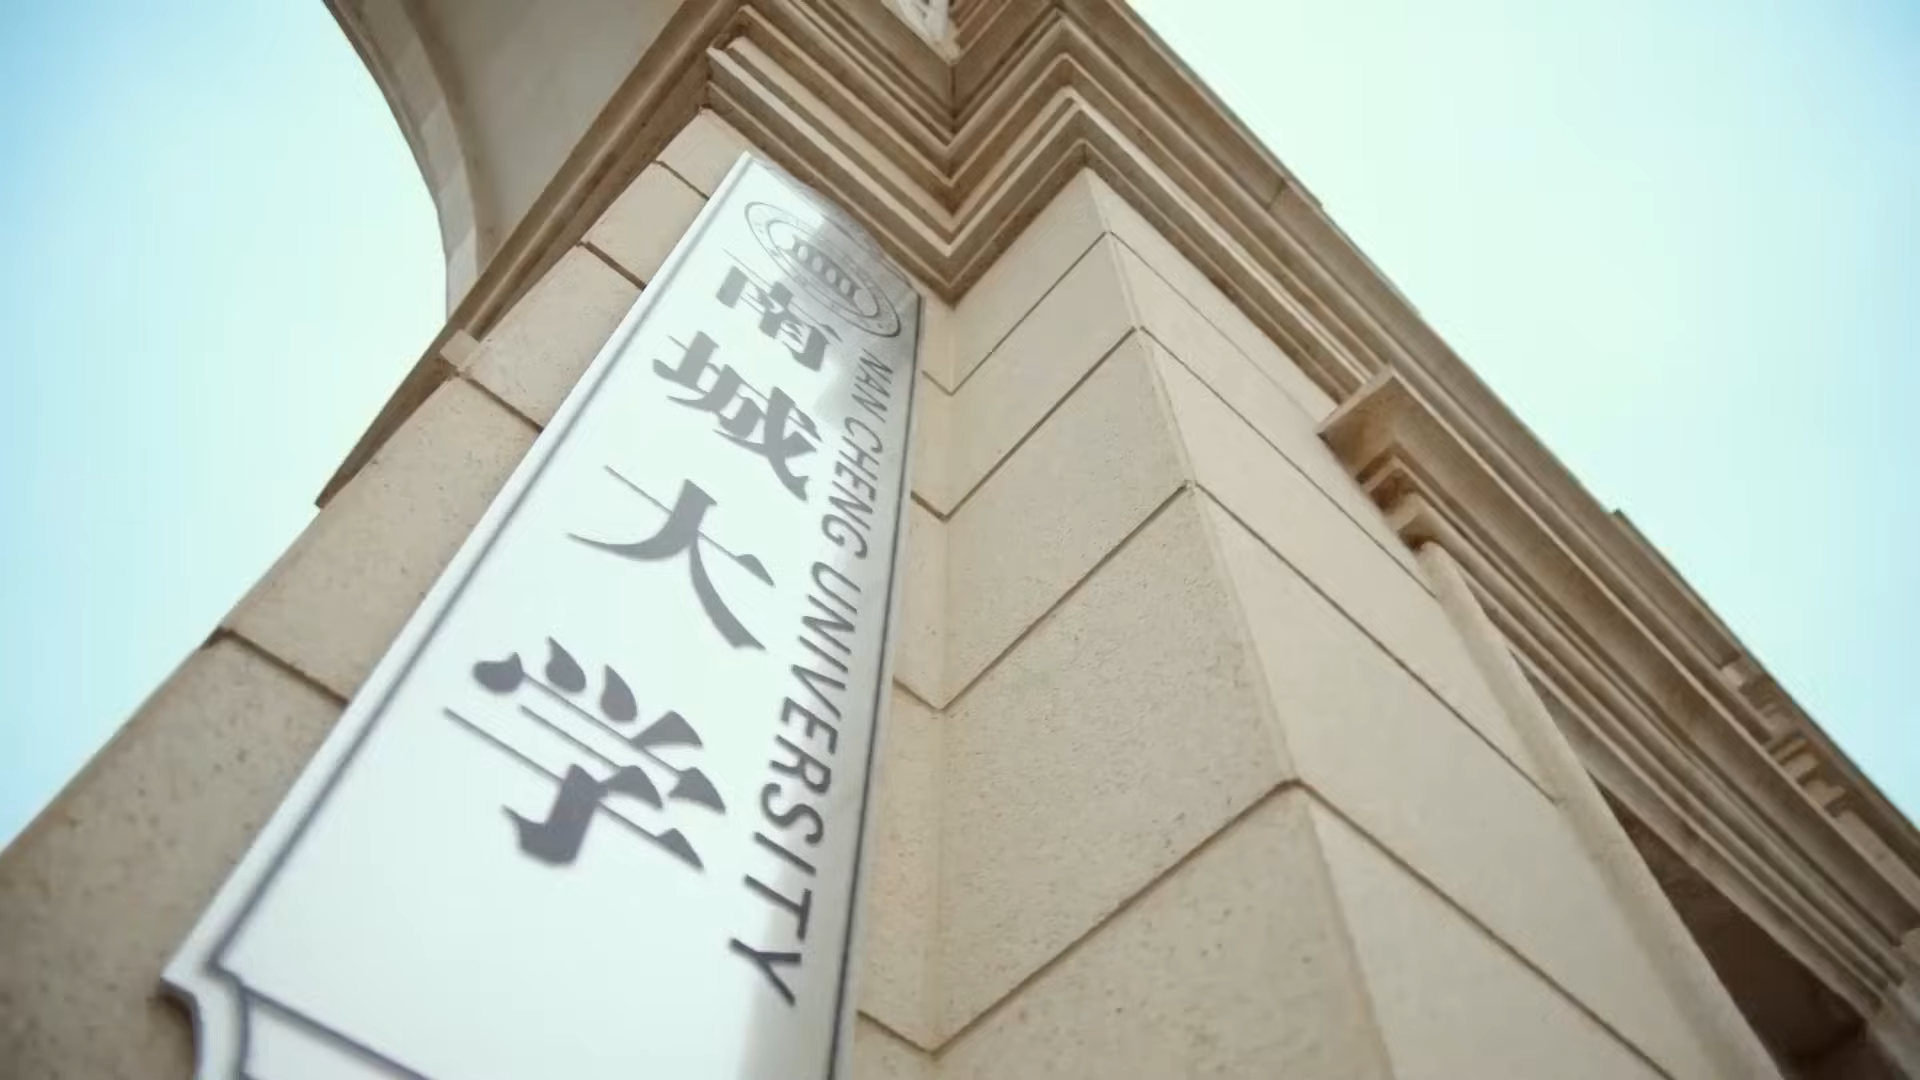 南城大学
NAN CHENG UNIVERSITY